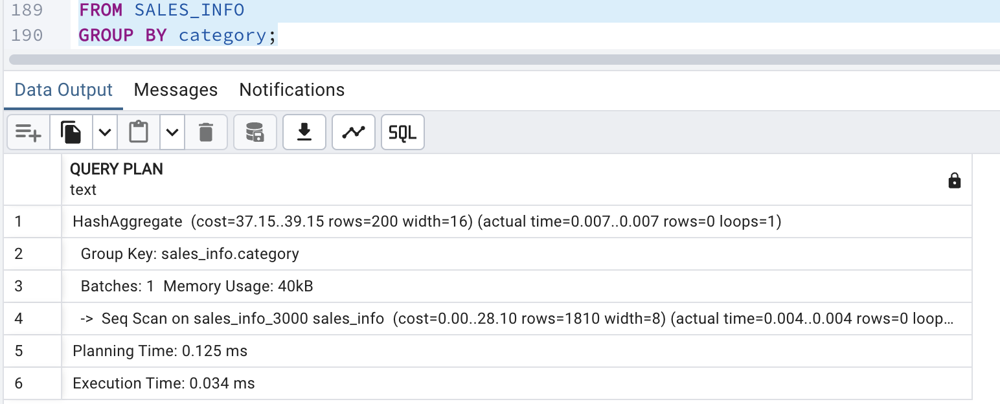 189 FROM SALES_INFO
190 GROUP BY category;
Data Output Messages Notifications
SQL
QUERY PLAN
text
1 HashAggregate (cost=37.15..39.15 rows=200 width=16) (actual time=0.007..0.007 rows=0 loops=1)
2 Group Key: sales_info.category
3 Batches: 1 Memory Usage: 40kB
4 -> Seq Scan on sales_info_3000 sales_info (cost=0.00..28.10 rows=1810 width=8) (actual time=0.004..0.004 rows=0 loop...
5 Planning Time: 0.125 ms
6 Execution Time: 0.034 ms